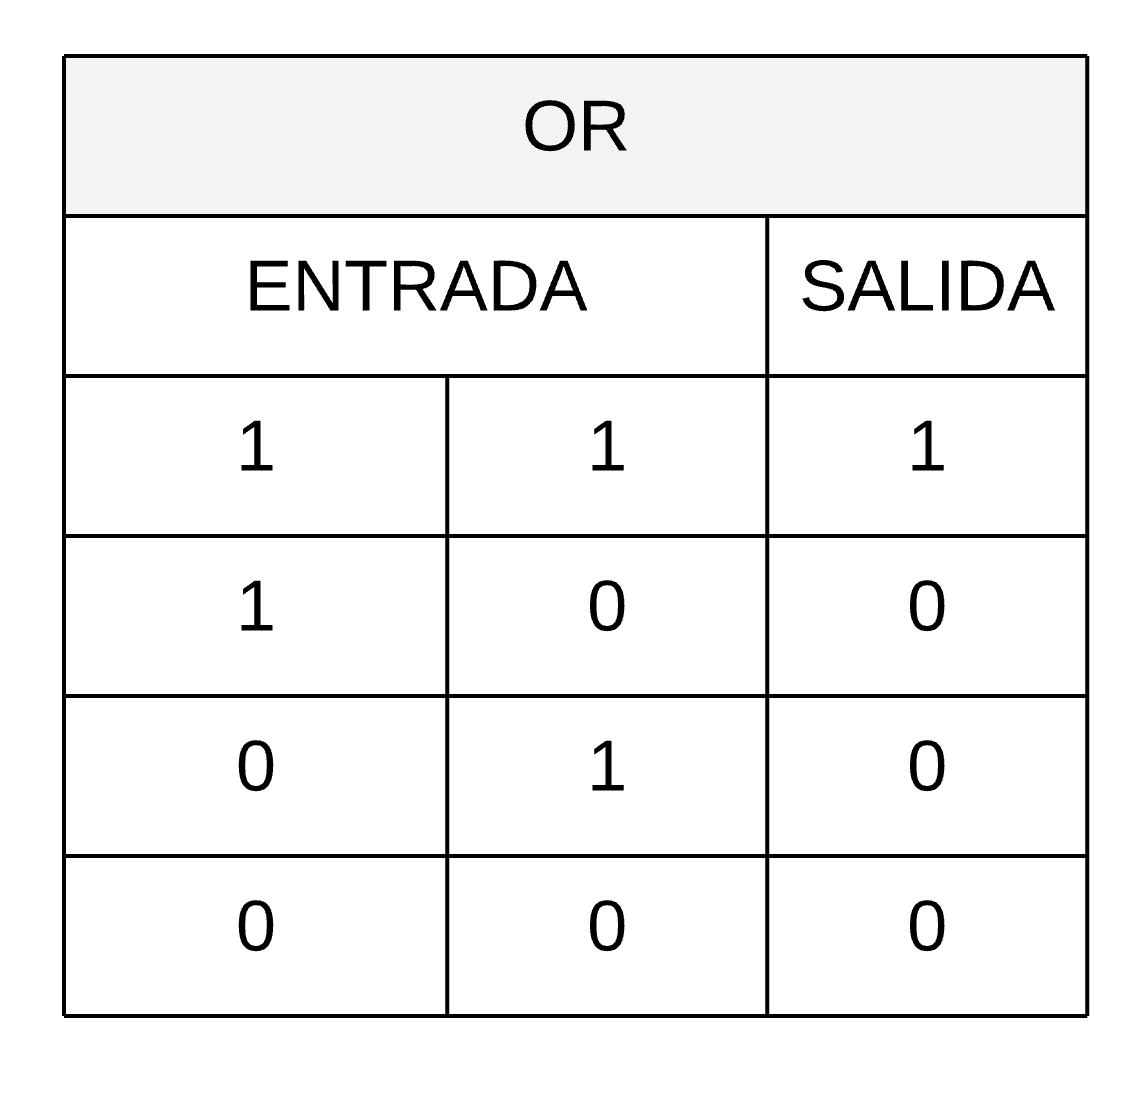 OR
ENTRADA SALIDA
1 1 1
1 0 0
0 1 0
0 0 0